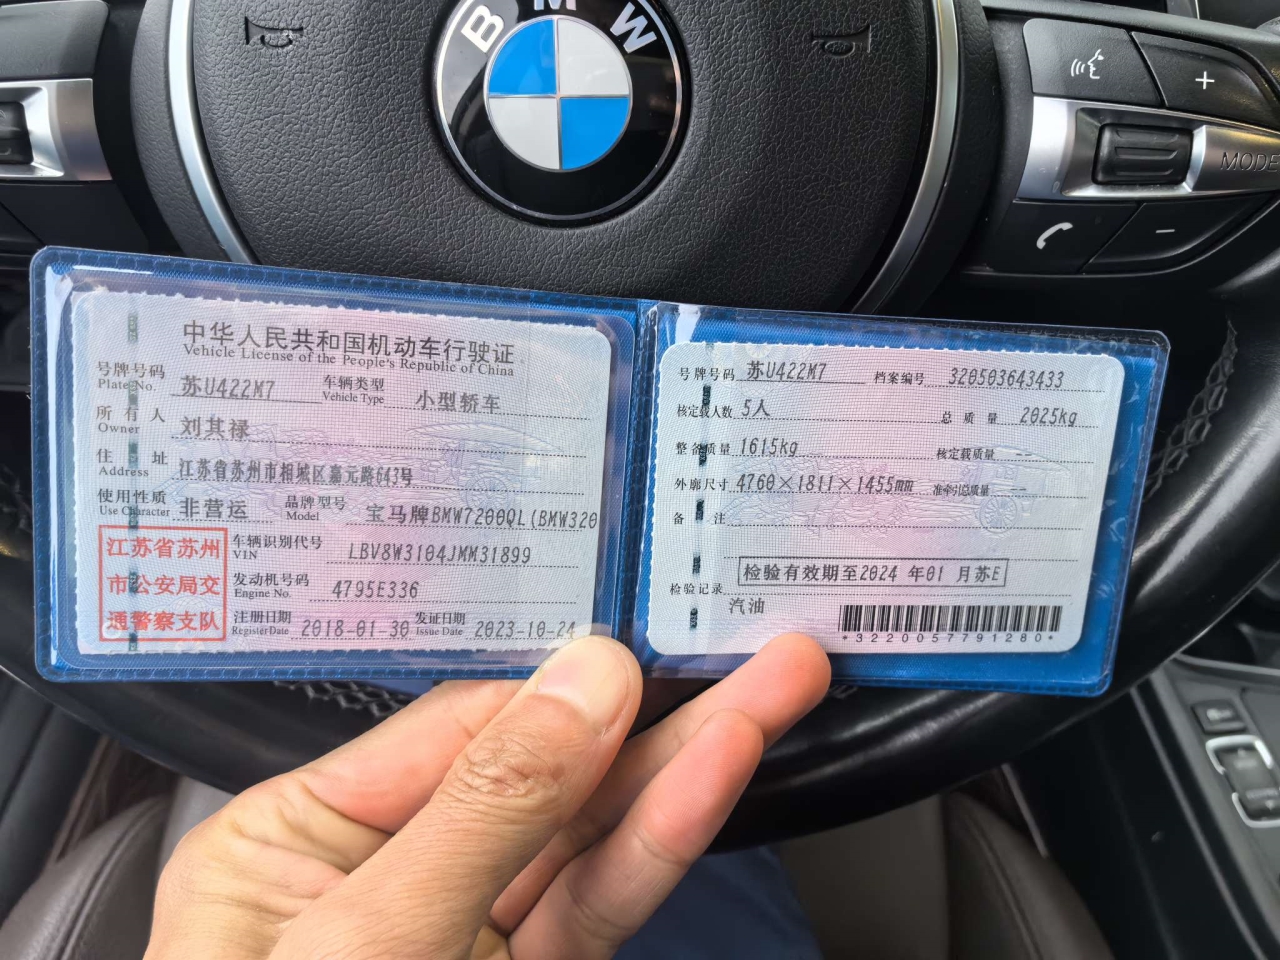 BMW
MODE
中华人民共和国机动车行驶证
Vehicle License of the People's Republic of China
号牌号码 苏U422M7 车辆类型 小型轿车
Plate No. Vehicle Type
所有人 刘其禄
Owner
住址 江苏省苏州市相城区嘉元路643号
Address
使用性质 非营运 品牌型号 宝马牌BMW7200QL(BMW320
Use Character Model
江苏省苏州
市公安局交
通警察支队
车辆识别代号 LBV8W3104JMM31899
VIN
发动机号码 4795E336
Engine No.
注册日期 2018-01-30 发证日期 2023-10-24
Register Date Issue Date
号牌号码 苏U422M7 档案编号 320503643433
核定载人数 5人 总质量 2025kg
整备质量 1615kg 核定载质量 --
外廓尺寸 4760×1811×1455mm 准牵引总质量 --
备注
检验有效期至2024 年01 月苏E
检验记录
汽油
*3220057791280*